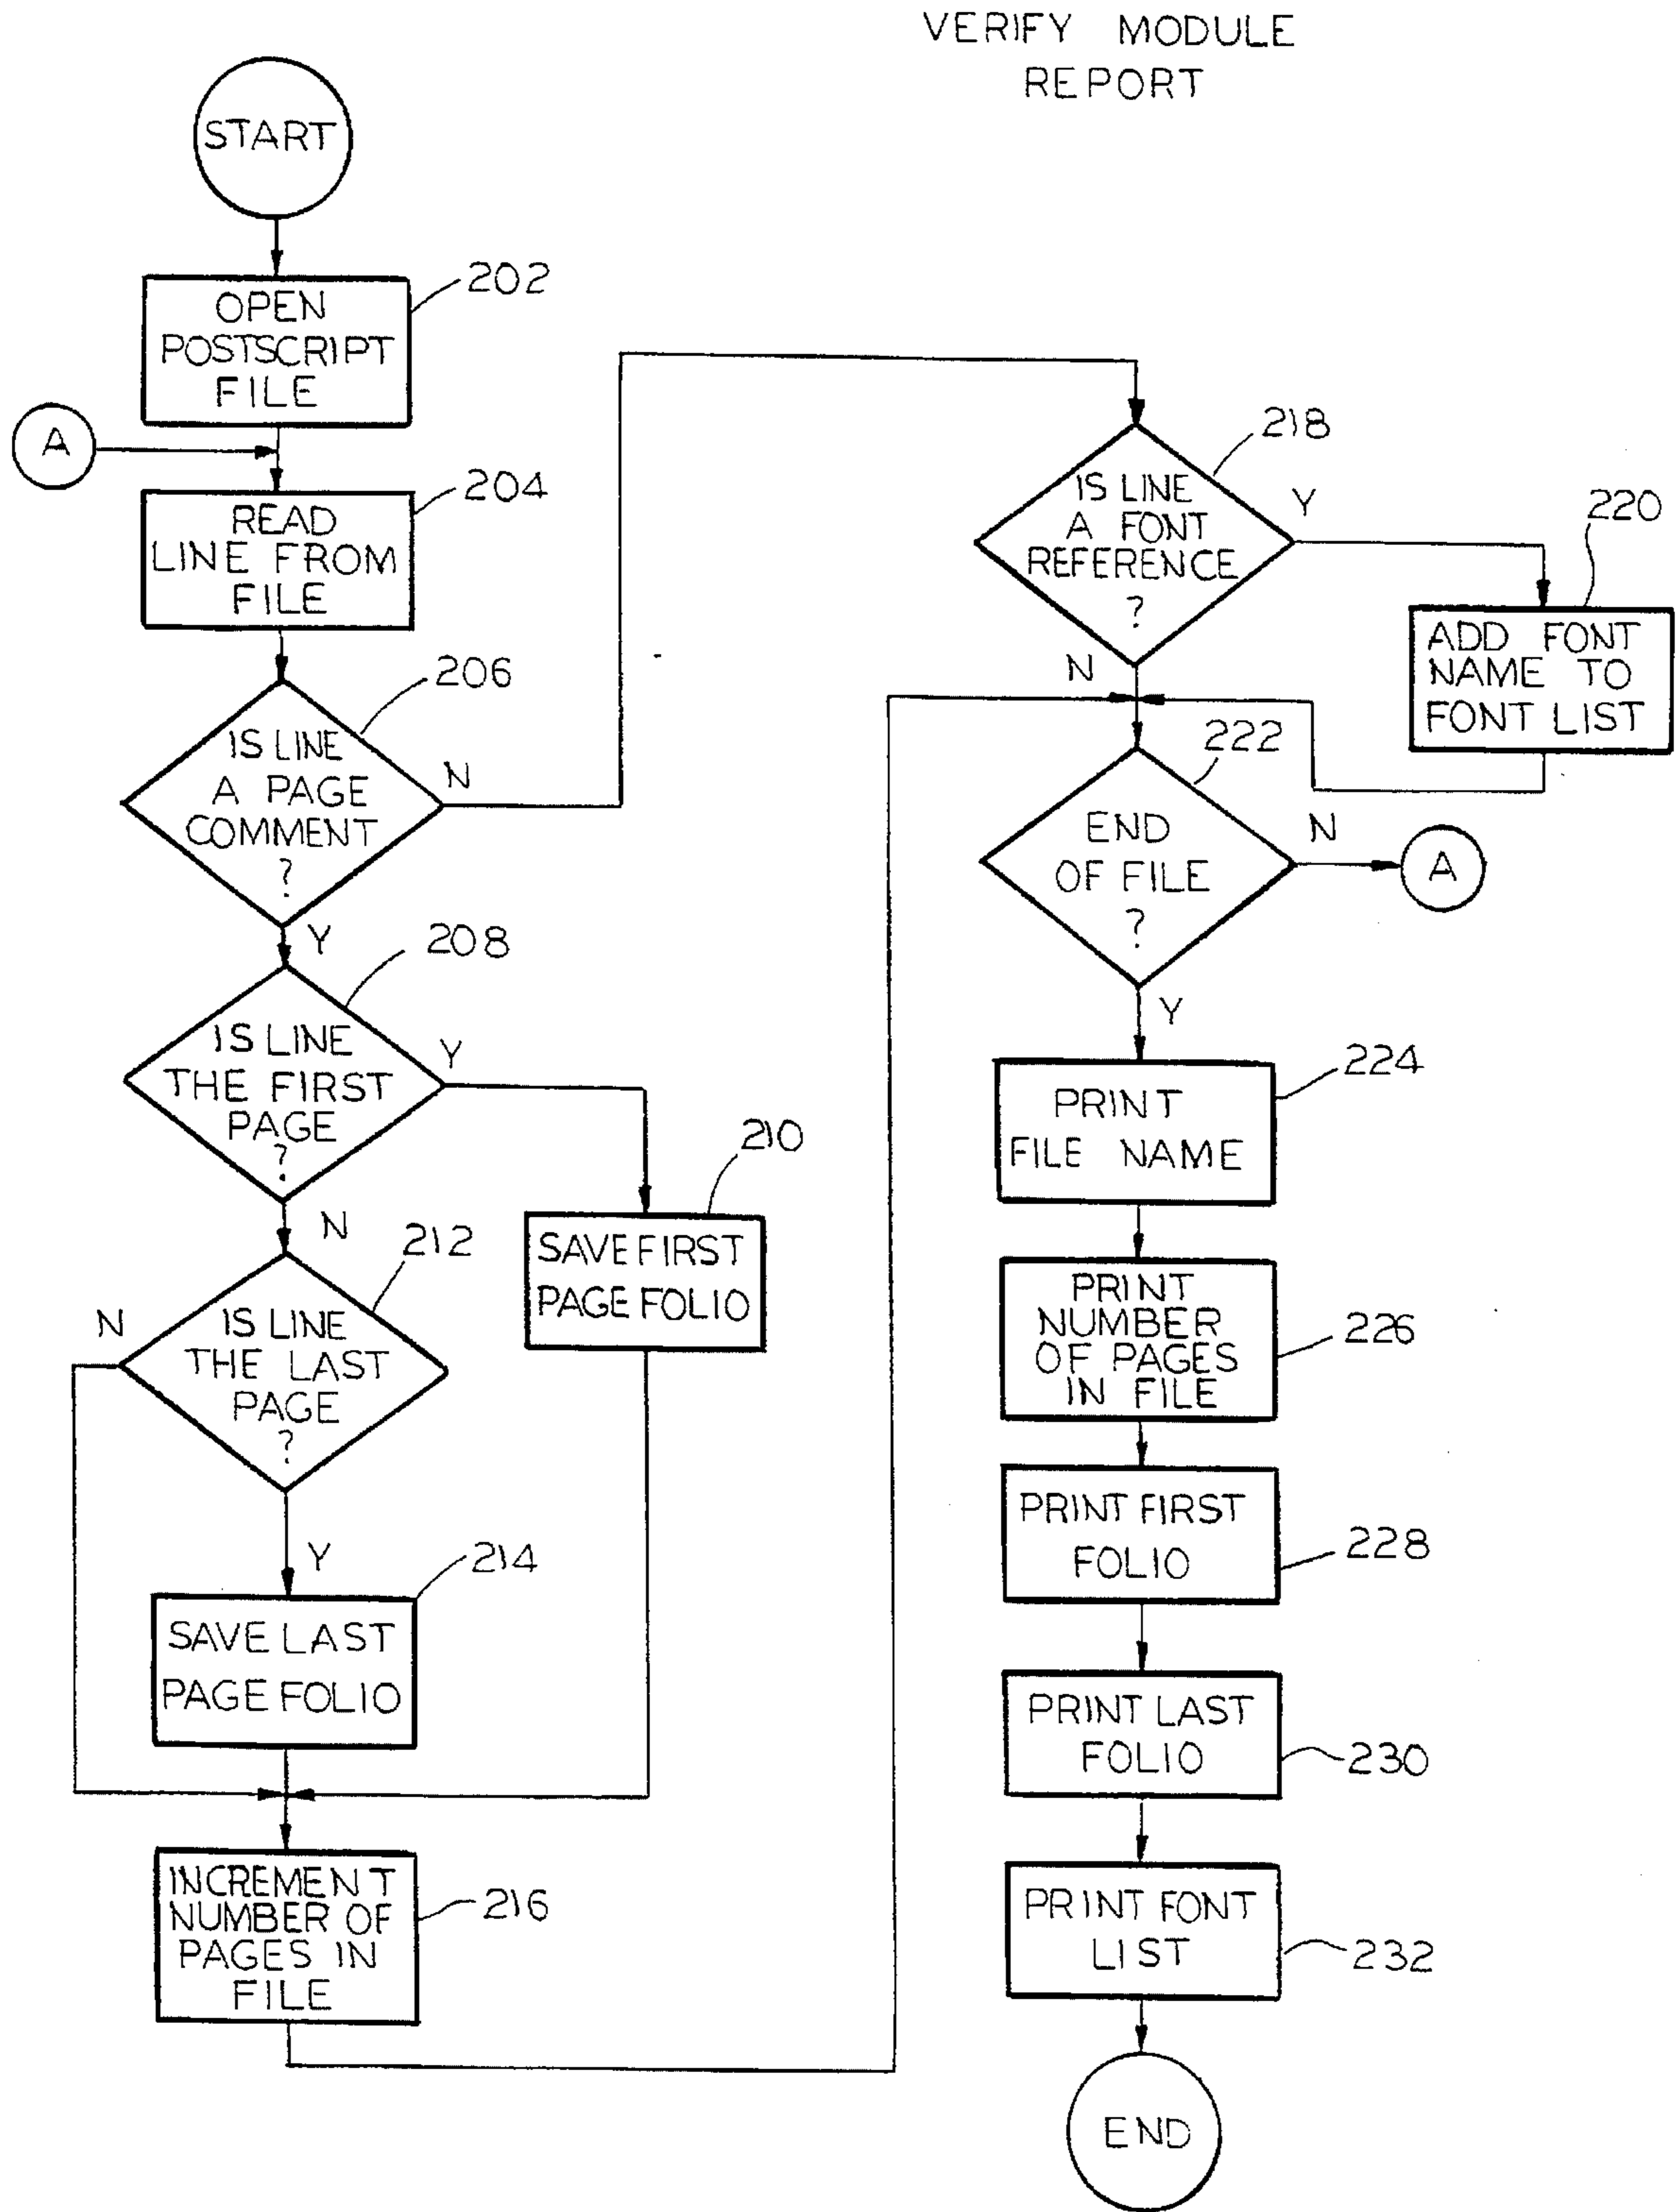 VERIFY MODULE
REPORT
START
202
OPEN
POSTSCRIPT
FILE
A
204
READ
LINE FROM
FILE
206
IS LINE
A PAGE
COMMENT
?
N
Y
208
IS LINE
THE FIRST
PAGE
?
Y
N
210
SAVE FIRST
PAGE FOLIO
212
IS LINE
THE LAST
PAGE
?
N
Y
214
SAVE LAST
PAGE FOLIO
INCREMENT
NUMBER OF
PAGES IN
FILE
216
218
IS LINE
A FONT
REFERENCE
?
Y
N
220
ADD FONT
NAME TO
FONT LIST
222
END
OF FILE
?
N
A
Y
224
PRINT
FILE NAME
PRINT
NUMBER
OF PAGES
IN FILE
226
PRINT FIRST
FOLIO
228
PRINT LAST
FOLIO
230
PRINT FONT
LIST
232
END